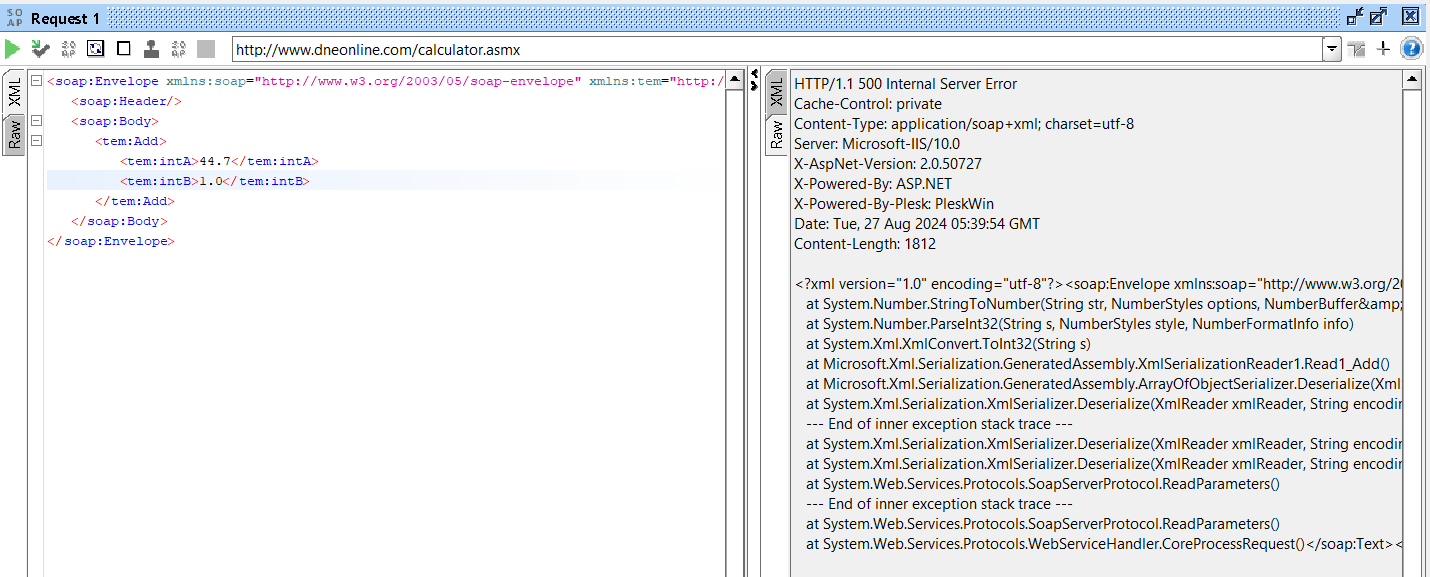 SO AP Request 1
http://www.dneonline.com/calculator.asmx
XML
Raw
<soap:Envelope xmlns:soap="http://www.w3.org/2003/05/soap-envelope" xmlns:tem="http:/
<soap:Header/>
<soap:Body>
<tem:Add>
<tem:intA>44.7</tem:intA>
<tem:intB>1.0</tem:intB>
</tem:Add>
</soap:Body>
</soap:Envelope>
XML
Raw
HTTP/1.1 500 Internal Server Error
Cache-Control: private
Content-Type: application/soap+xml; charset=utf-8
Server: Microsoft-IIS/10.0
X-AspNet-Version: 2.0.50727
X-Powered-By: ASP.NET
X-Powered-By-Plesk: PleskWin
Date: Tue, 27 Aug 2024 05:39:54 GMT
Content-Length: 1812
<?xml version="1.0" encoding="utf-8"?><soap:Envelope xmlns:soap="http://www.w3.org/20
at System.Number.StringToNumber(String str, NumberStyles options, NumberBuffer&amp;
at System.Number.ParseInt32(String s, NumberStyles style, NumberFormatInfo info)
at System.Xml.XmlConvert.ToInt32(String s)
at Microsoft.Xml.Serialization.GeneratedAssembly.XmlSerializationReader1.Read1_Add()
at Microsoft.Xml.Serialization.GeneratedAssembly.ArrayOfObjectSerializer.Deserialize(Xml
at System.Xml.Serialization.XmlSerializer.Deserialize(XmlReader xmlReader, String encodin
--- End of inner exception stack trace ---
at System.Xml.Serialization.XmlSerializer.Deserialize(XmlReader xmlReader, String encodin
at System.Xml.Serialization.XmlSerializer.Deserialize(XmlReader xmlReader, String encodin
at System.Web.Services.Protocols.SoapServerProtocol.ReadParameters()
--- End of inner exception stack trace ---
at System.Web.Services.Protocols.SoapServerProtocol.ReadParameters()
at System.Web.Services.Protocols.WebServiceHandler.CoreProcessRequest()</soap:Text><